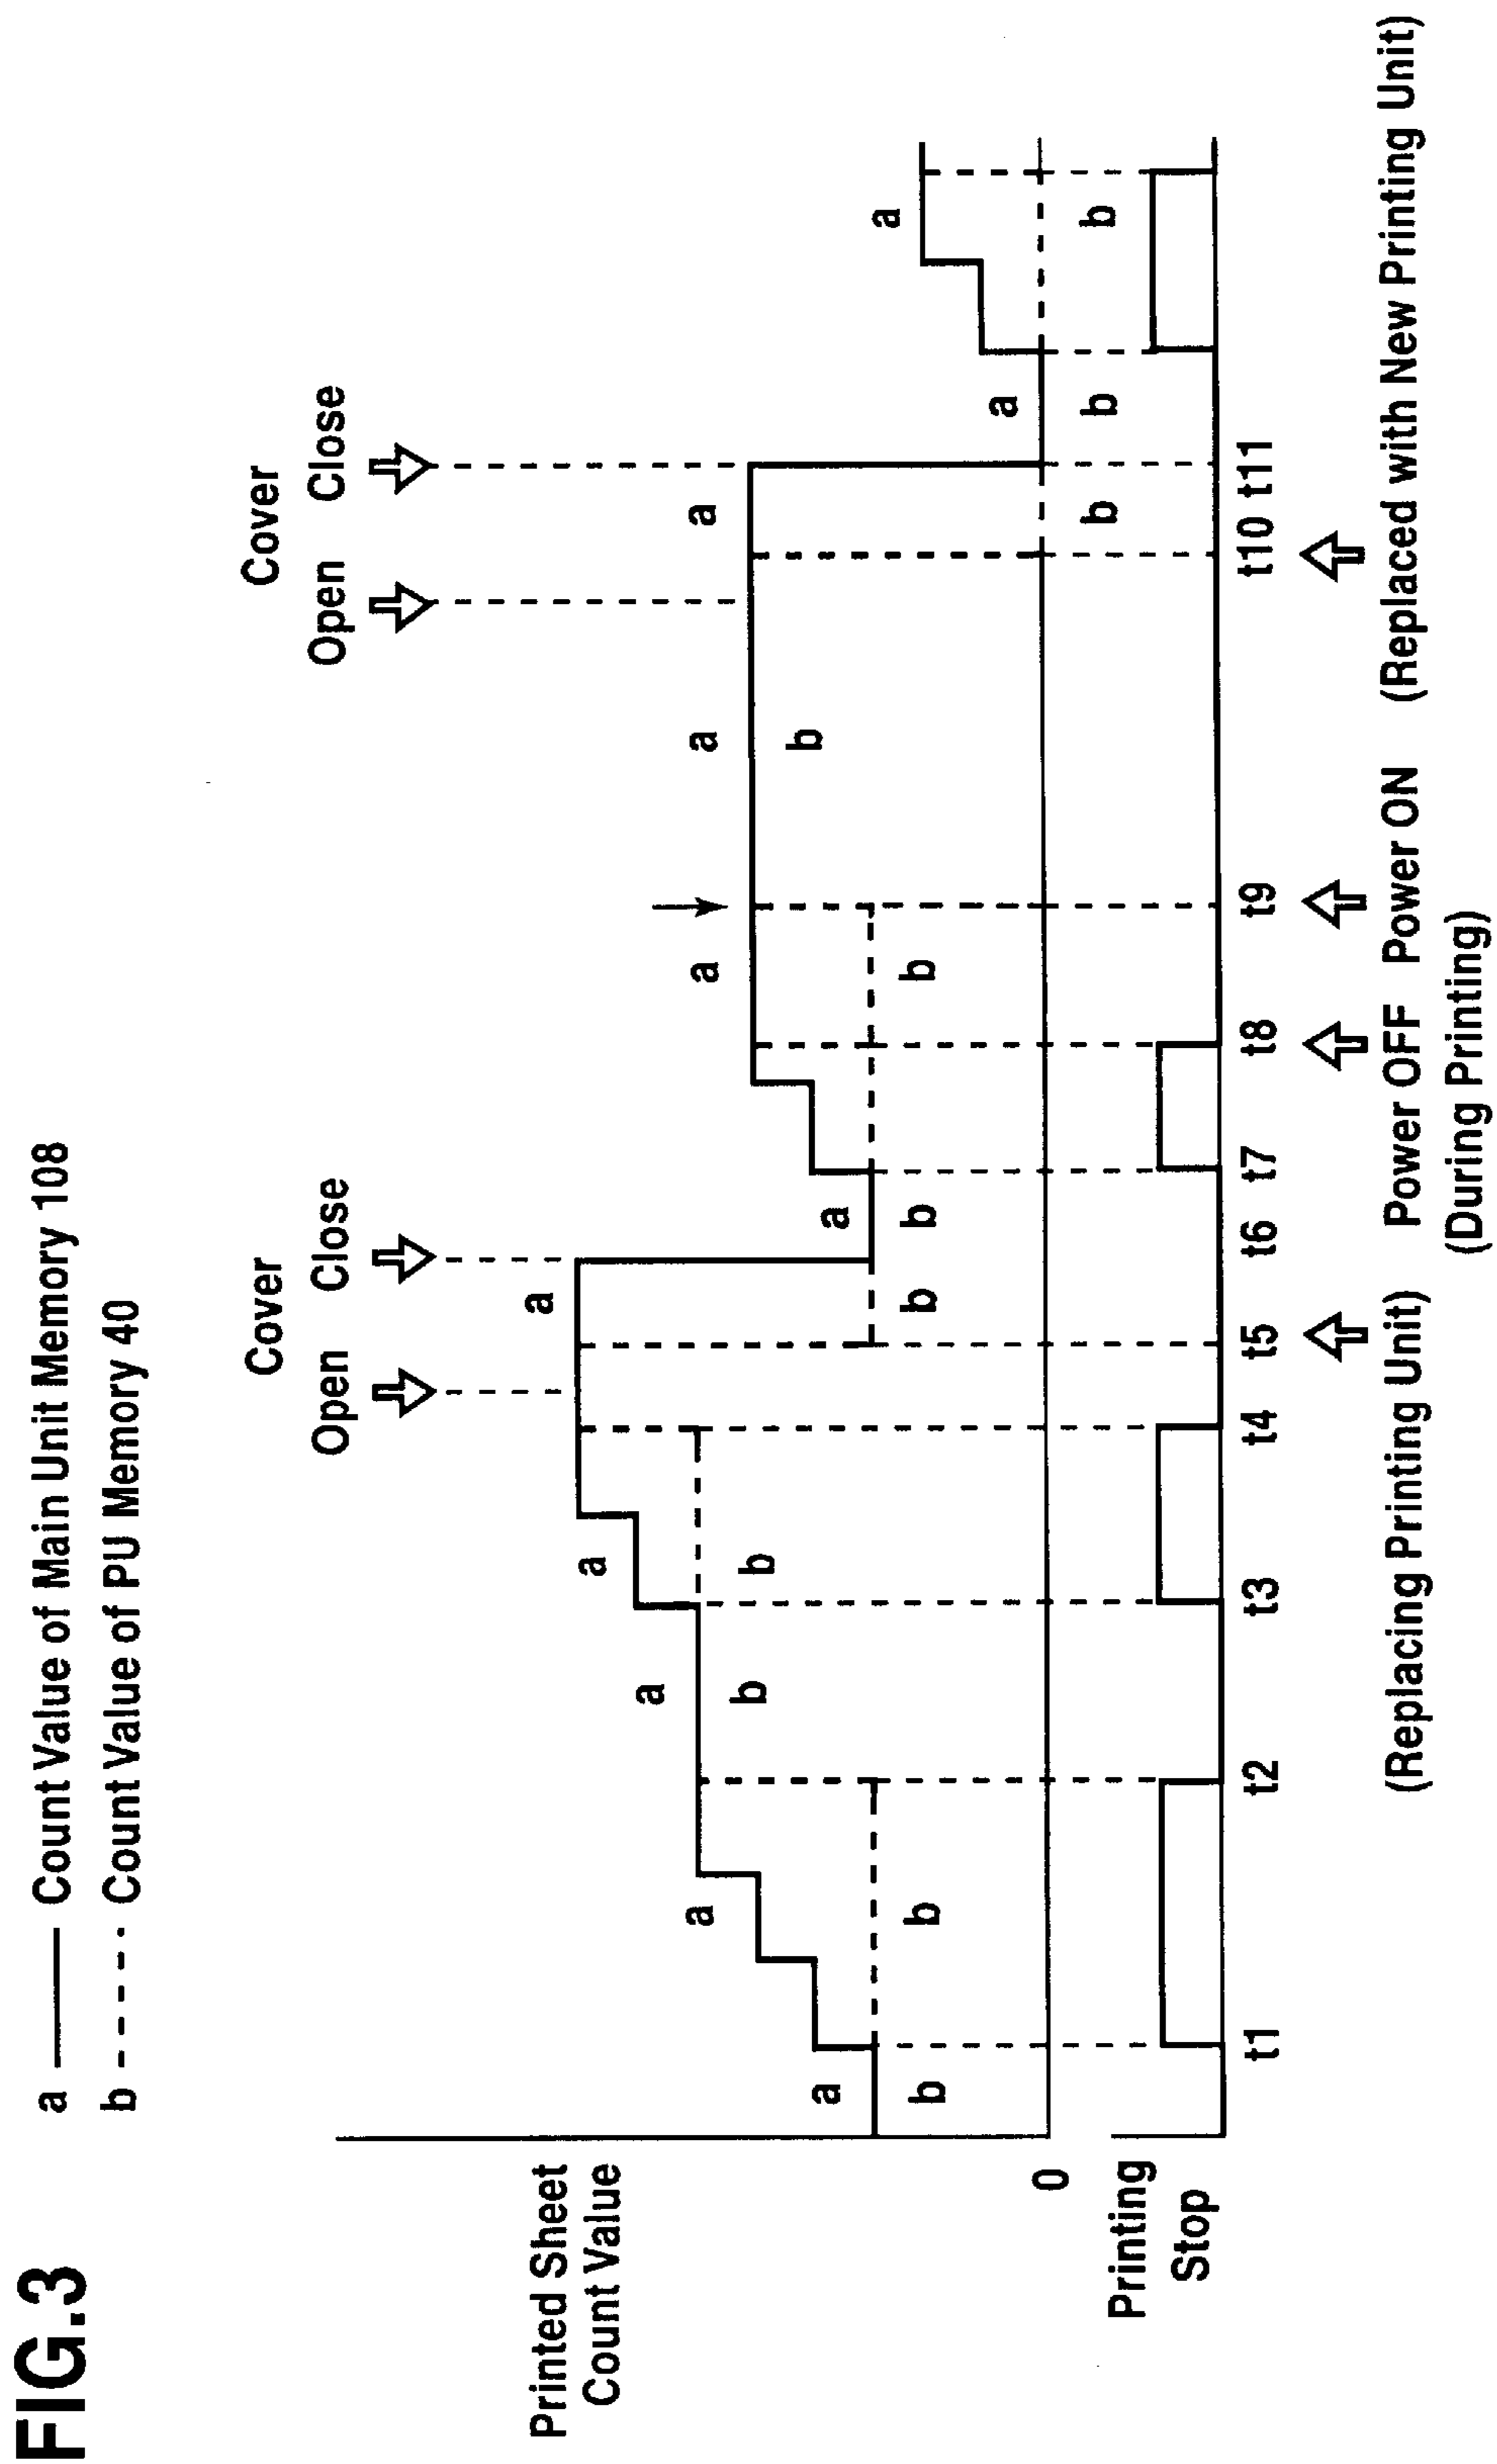 FIG.3
a — Count Value of Main Unit Memory 108
b - - - - - Count Value of PU Memory 40
Cover
Open Close
Cover
Open Close
Printed Sheet
Count Value
a
a
a
a
a
a
a
a
a
a
a
a
b
b
b
b
b
b
b
b
b
b
b
b
0
Printing
Stop
t1
t2
t3
t4
t5
t6
t7
t8
t9
t10
t11
(Replacing Printing Unit)
Power OFF
(During Printing)
Power ON
(Replaced with New Printing Unit)